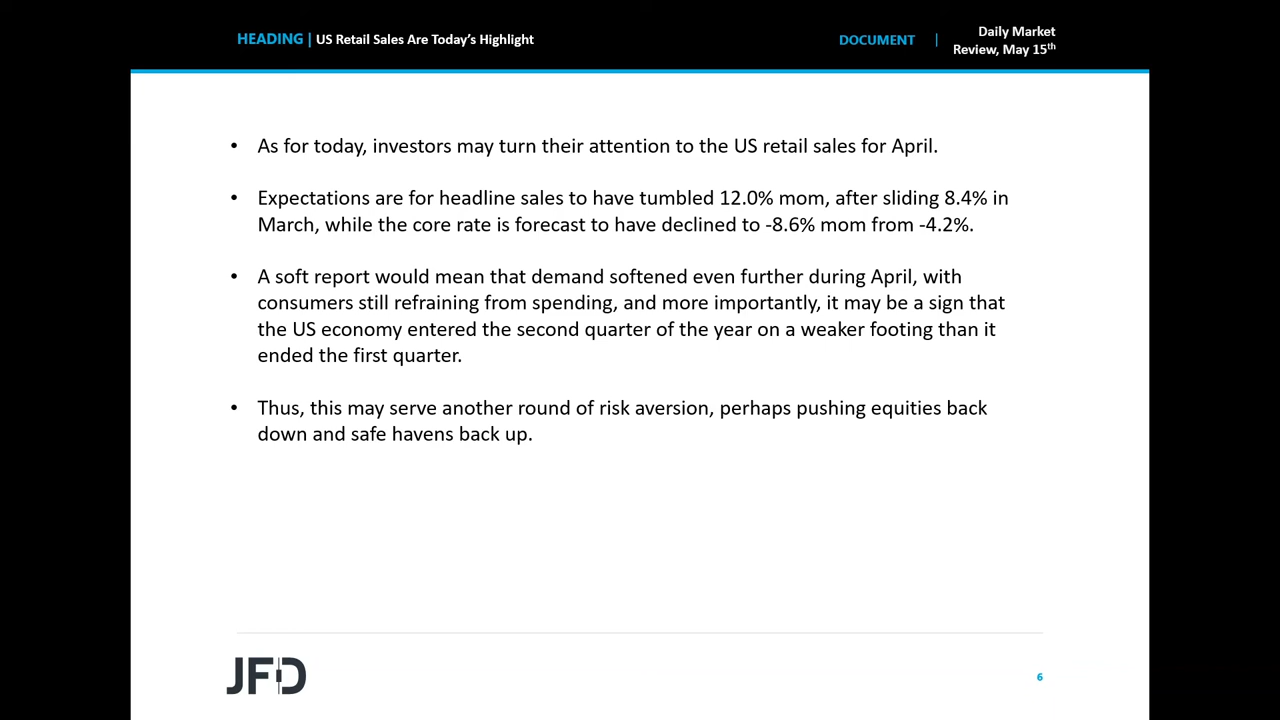 HEADING | US Retail Sales Are Today's Highlight
DOCUMENT | Daily Market
Review, May 15th
• As for today, investors may turn their attention to the US retail sales for April.
• Expectations are for headline sales to have tumbled 12.0% mom, after sliding 8.4% in
March, while the core rate is forecast to have declined to -8.6% mom from -4.2%.
• A soft report would mean that demand softened even further during April, with
consumers still refraining from spending, and more importantly, it may be a sign that
the US economy entered the second quarter of the year on a weaker footing than it
ended the first quarter.
• Thus, this may serve another round of risk aversion, perhaps pushing equities back
down and safe havens back up.
JFD
6